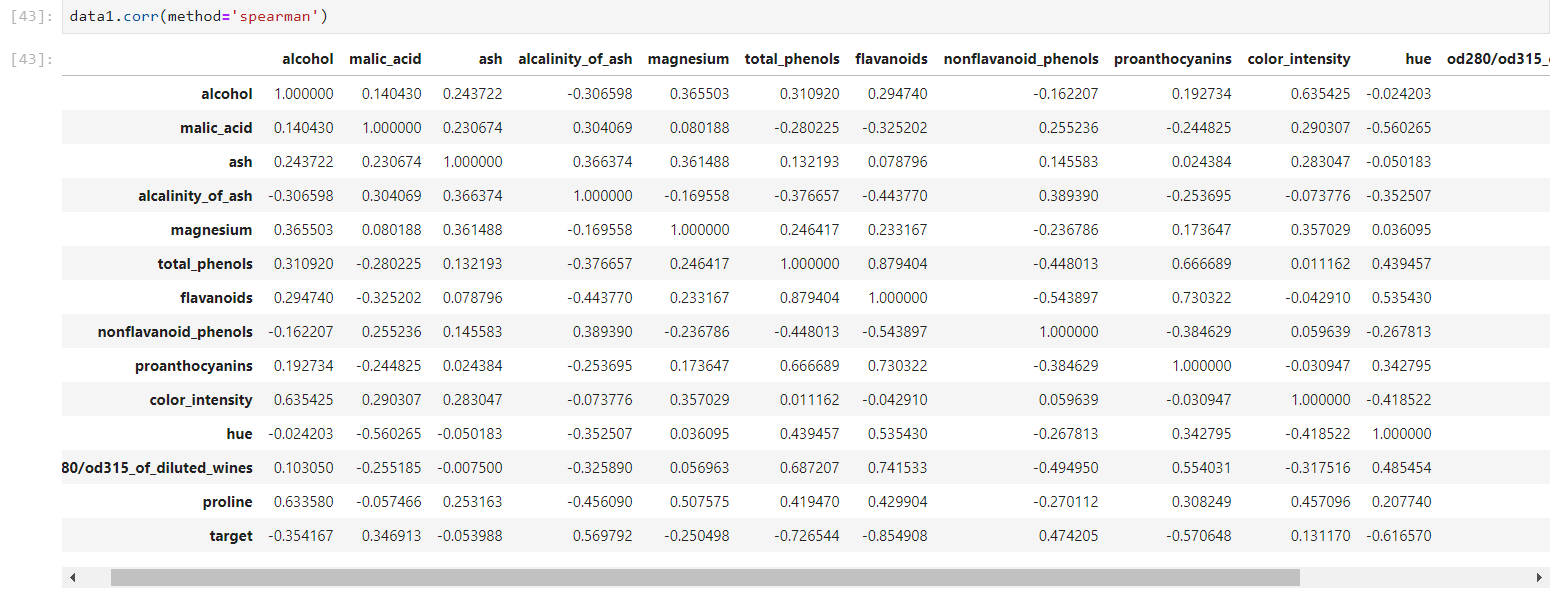 [43]: data1.corr(method='spearman')
[43]:
alcohol malic_acid ash alcalinity_of_ash magnesium total_phenols flavanoids nonflavanoid_phenols proanthocyanins color_intensity hue od280/od315_
alcohol 1.000000 0.140430 0.243722 -0.306598 0.365503 0.310920 0.294740 -0.162207 0.192734 0.635425 -0.024203
malic_acid 0.140430 1.000000 0.230674 0.304069 0.080188 -0.280225 -0.325202 0.255236 -0.244825 0.290307 -0.560265
ash 0.243722 0.230674 1.000000 0.366374 0.361488 0.132193 0.078796 0.145583 0.024384 0.283047 -0.050183
alcalinity_of_ash -0.306598 0.304069 0.366374 1.000000 -0.169558 -0.376657 -0.443770 0.389390 -0.253695 -0.073776 -0.352507
magnesium 0.365503 0.080188 0.361488 -0.169558 1.000000 0.246417 0.233167 -0.236786 0.173647 0.357029 0.036095
total_phenols 0.310920 -0.280225 0.132193 -0.376657 0.246417 1.000000 0.879404 -0.448013 0.666689 0.011162 0.439457
flavanoids 0.294740 -0.325202 0.078796 -0.443770 0.233167 0.879404 1.000000 -0.543897 0.730322 -0.042910 0.535430
nonflavanoid_phenols -0.162207 0.255236 0.145583 0.389390 -0.236786 -0.448013 -0.543897 1.000000 -0.384629 0.059639 -0.267813
proanthocyanins 0.192734 -0.244825 0.024384 -0.253695 0.173647 0.666689 0.730322 -0.384629 1.000000 -0.030947 0.342795
color_intensity 0.635425 0.290307 0.283047 -0.073776 0.357029 0.011162 -0.042910 0.059639 -0.030947 1.000000 -0.418522
hue -0.024203 -0.560265 -0.050183 -0.352507 0.036095 0.439457 0.535430 -0.267813 0.342795 -0.418522 1.000000
80/od315_of_diluted_wines 0.103050 -0.255185 -0.007500 -0.325890 0.056963 0.687207 0.741533 -0.494950 0.554031 -0.317516 0.485454
proline 0.633580 -0.057466 0.253163 -0.456090 0.507575 0.419470 0.429904 -0.270112 0.308249 0.457096 0.207740
target -0.354167 0.346913 -0.053988 0.569792 -0.250498 -0.726544 -0.854908 0.474205 -0.570648 0.131170 -0.616570